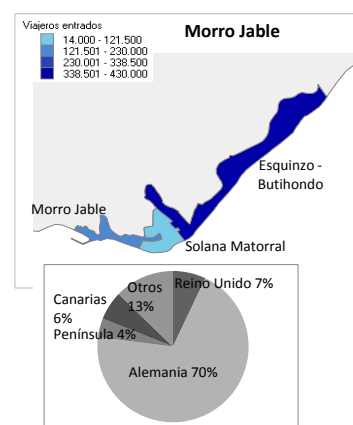 Viajeros entrados
Morro Jable
14.000 - 121.500
121.501 - 230.000
230.001 - 338.500
338.501 - 430.000
Esquinzo -
Butihondo
Morro Jable
Solana Matorral
Canarias
6%
Otros
13%
Reino Unido 7%
Península 4%
Alemania 70%